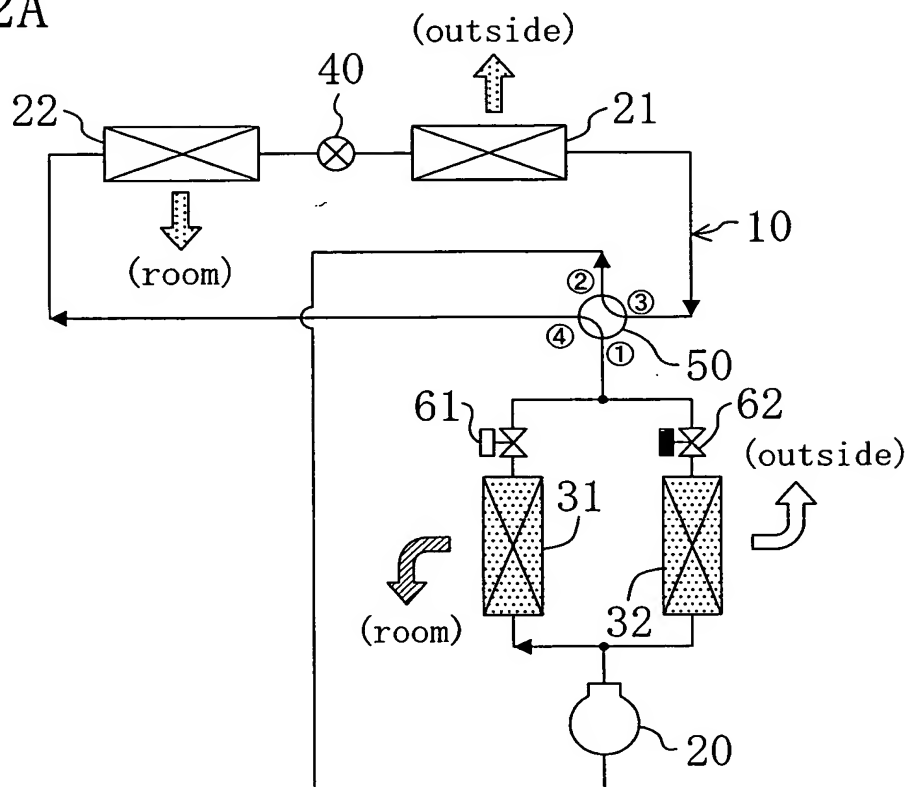 2A
(outside)
40
22
21
10
(room)
②
③
④
①
50
61
62
(outside)
31
(room)
32
20